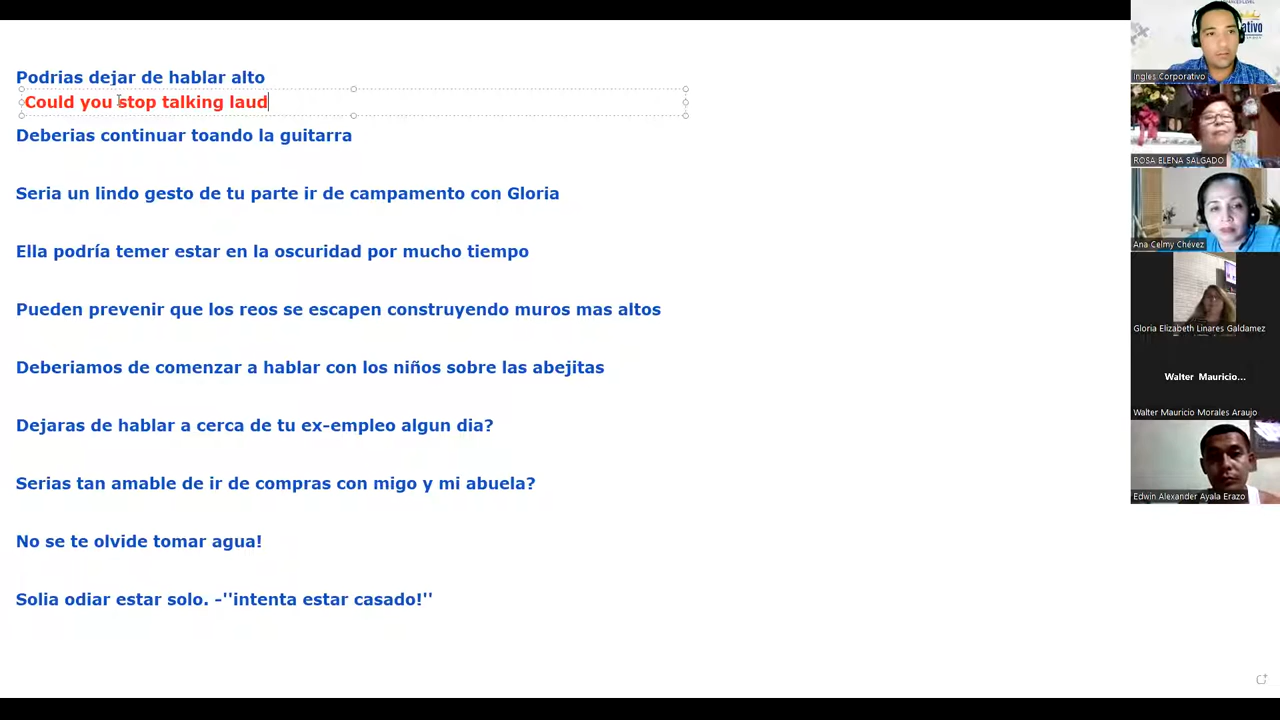 Podrias dejar de hablar alto
Could you stop talking laud
Deberias continuar toando la guitarra
Seria un lindo gesto de tu parte ir de campamento con Gloria
Ella podría temer estar en la oscuridad por mucho tiempo
Pueden prevenir que los reos se escapen construyendo muros mas altos
Deberiamos de comenzar a hablar con los niños sobre las abejitas
Dejaras de hablar a cerca de tu ex-empleo algun dia?
Serias tan amable de ir de compras con migo y mi abuela?
No se te olvide tomar agua!
Solia odiar estar solo. -''intenta estar casado!''
Ingles Corporativo
ROSA ELENA SALGADO
Ana Celmy Chévez
Gloria Elizabeth Linares Galdamez
Walter Mauricio...
Walter Mauricio Morales Araujo
Edwin Alexander Ayala Erazo